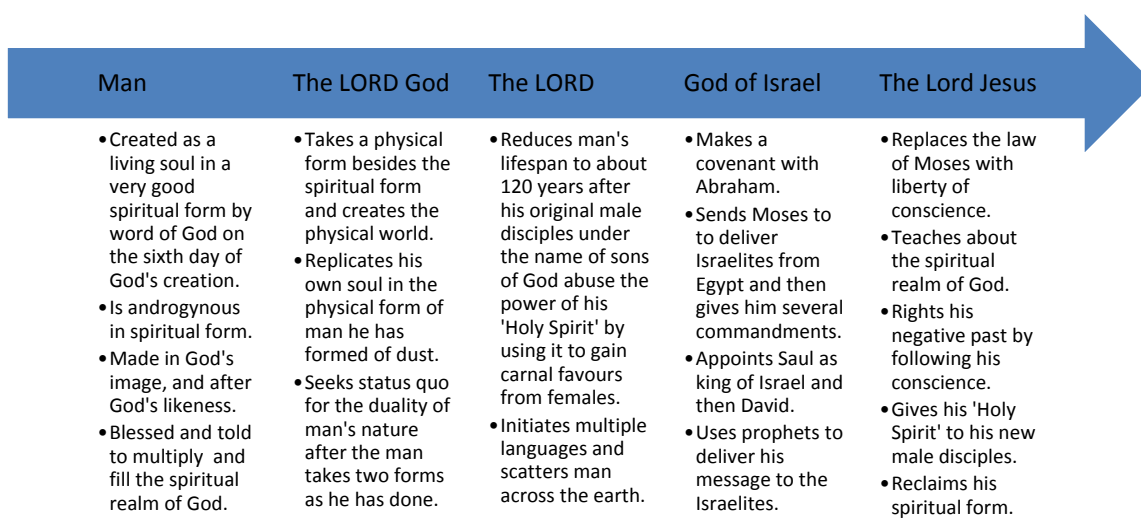 Man
The LORD God
The LORD
God of Israel
The Lord Jesus
•Created as a
living soul in a
very good
spiritual form by
word of God on
the sixth day of
God's creation.
•Is androgynous
in spiritual form.
•Made in God's
image, and after
God's likeness.
•Blessed and told
to multiply and
fill the spiritual
realm of God.
•Takes a physical
form besides the
spiritual form
and creates the
physical world.
•Replicates his
own soul in the
physical form of
man he has
formed of dust.
•Seeks status quo
for the duality of
man's nature
after the man
takes two forms
as he has done.
•Reduces man's
lifespan to about
120 years after
his original male
disciples under
the name of sons
of God abuse the
power of his
'Holy Spirit' by
using it to gain
carnal favours
from females.
•Initiates multiple
languages and
scatters man
across the earth.
•Makes a
covenant with
Abraham.
•Sends Moses to
to deliver
Israelites from
Egypt and then
gives him several
commandments.
•Appoints Saul as
king of Israel and
then David.
•Uses prophets to
deliver his
message to the
Israelites.
•Replaces the law
of Moses with
liberty of
conscience.
•Teaches about
the spiritual
realm of God.
•Rights his
negative past by
following his
conscience.
•Gives his 'Holy
Spirit' to his new
male disciples.
•Reclaims his
spiritual form.